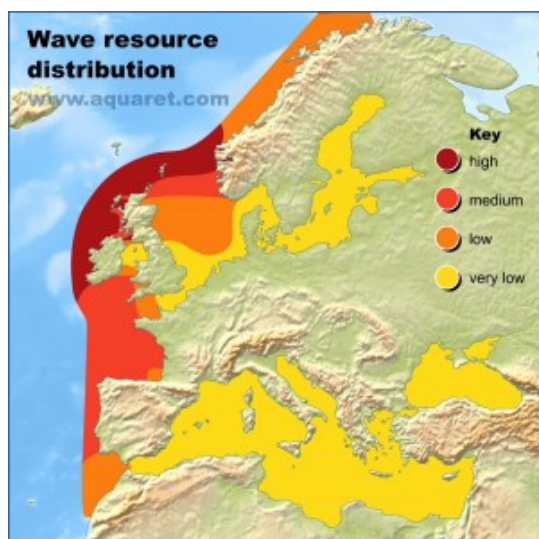 Wave resource
distribution
www.aquaret.com
Key
high
medium
low
very low